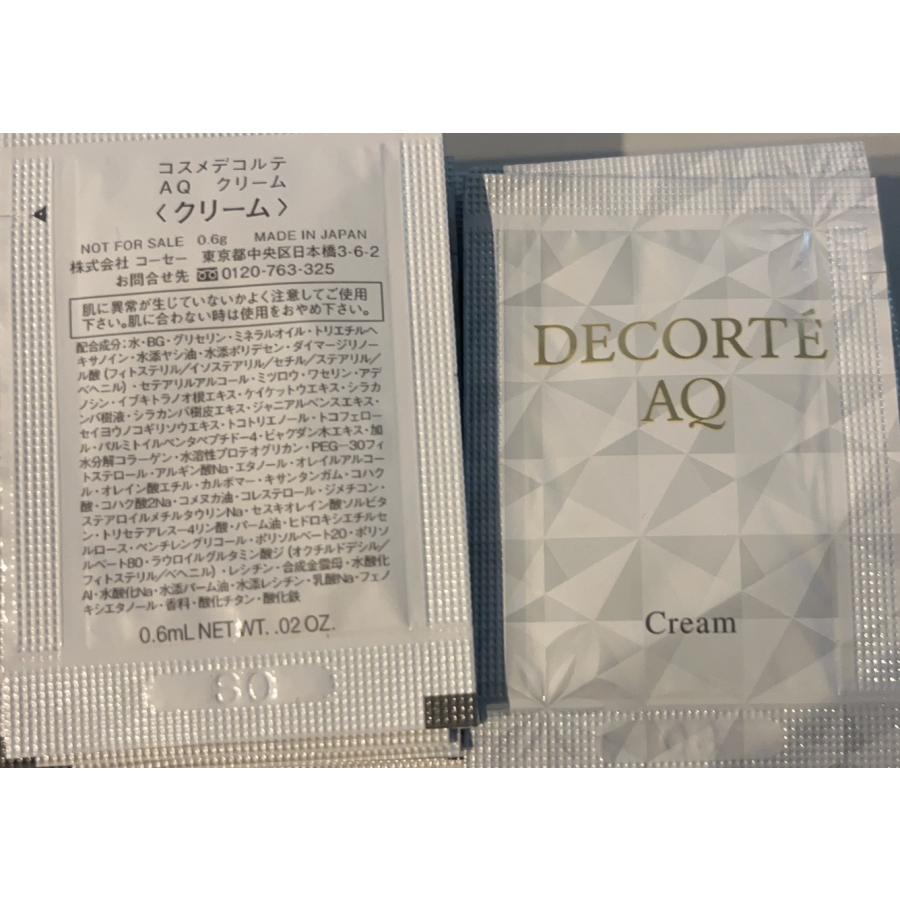 コスメデコルテ
AQ クリーム
〈クリーム〉
NOT FOR SALE 0.6g MADE IN JAPAN
株式会社 コーセー 東京都中央区日本橋3-6-2
お問合せ先 0120-763-325
肌に異常が生じていないかよく注意してご使用
下さい。肌に合わない時は使用をおやめ下さい。
配合成分:水・BG・グリセリン・ミネラルオイル・トリエチルヘ
キサノイン・水添ヤシ油・水添ポリデセン・ダイマージリノー
ル酸(フィトステリル/イソステアリル/セチル/ステアリル/
ベヘニル)・セテアリルアルコール・ミツロウ・ワセリン・アデ
ノシン・イブキトラノオ根エキス・ケイケットウエキス・シラカ
ンバ樹液・シラカンバ樹皮エキス・ジャニアルベンスエキス・
セイヨウノコギリソウエキス・トコトリエノール・トコフェロー
ル・パルミトイルペンタペプチドー4・ビャクダン木エキス・加
水分解コラーゲン・水溶性プロテオグリカン・PEG-30フィ
トステロール・アルギン酸Na・エタノール・オレイルアルコー
ル・オレイン酸エチル・カルボマー・キサンタンガム・コハク
酸・コハク酸2Na・コメヌカ油・コレステロール・ジメチコン・
ステアロイルメチルタウリンNa・セスキオレイン酸ソルビタ
ン・トリセテアレスー4リン酸・パーム油・ヒドロキシエチルセ
ルロース・ペンチレングリコール・ポリソルベート20・ポリソ
ルベート80・ラウロイルグルタミン酸ジ(オクチルドデシル/
フィトステリル/ベヘニル)・レシチン・合成金雲母・水酸化
Al・水酸化Na・水添パーム油・水添レシチン・乳酸Na・フェノ
キシエタノール・香料・酸化チタン・酸化鉄
0.6mL NET WT. .02 OZ.
DECORTÉ
AQ
Cream